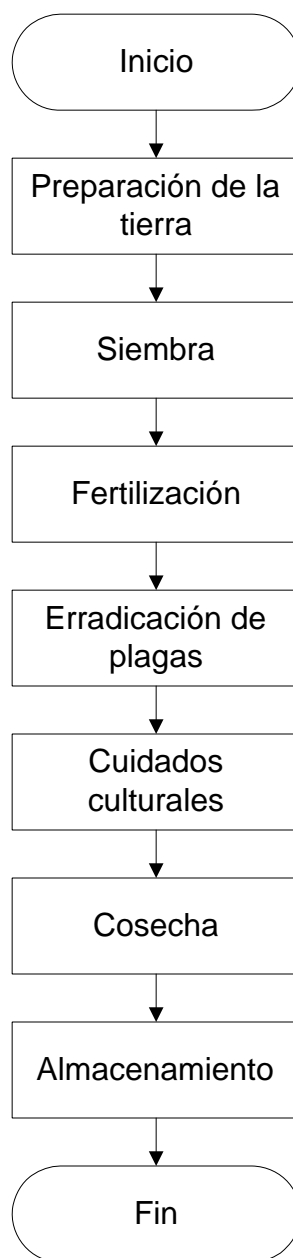 Inicio
Preparación de la
tierra
Siembra
Fertilización
Erradicación de
plagas
Cuidados
culturales
Cosecha
Almacenamiento
Fin